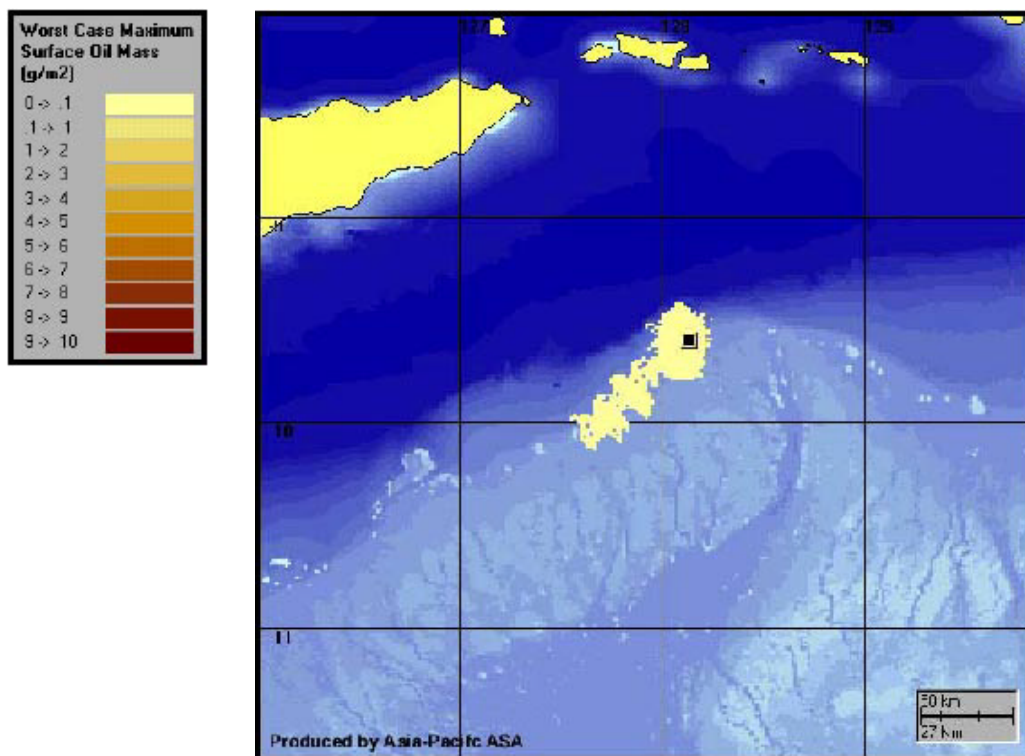 Worst Case Maximum
Surface Oil Mass
(g/m2)
0 -> .1
.1 -> 1
1 -> 2
2 -> 3
3 -> 4
4 -> 5
5 -> 6
6 -> 7
7 -> 8
8 -> 9
9 -> 10
127
128
129
10
11
50 km
27 Km
Produced by Asia-Pacifc ASA